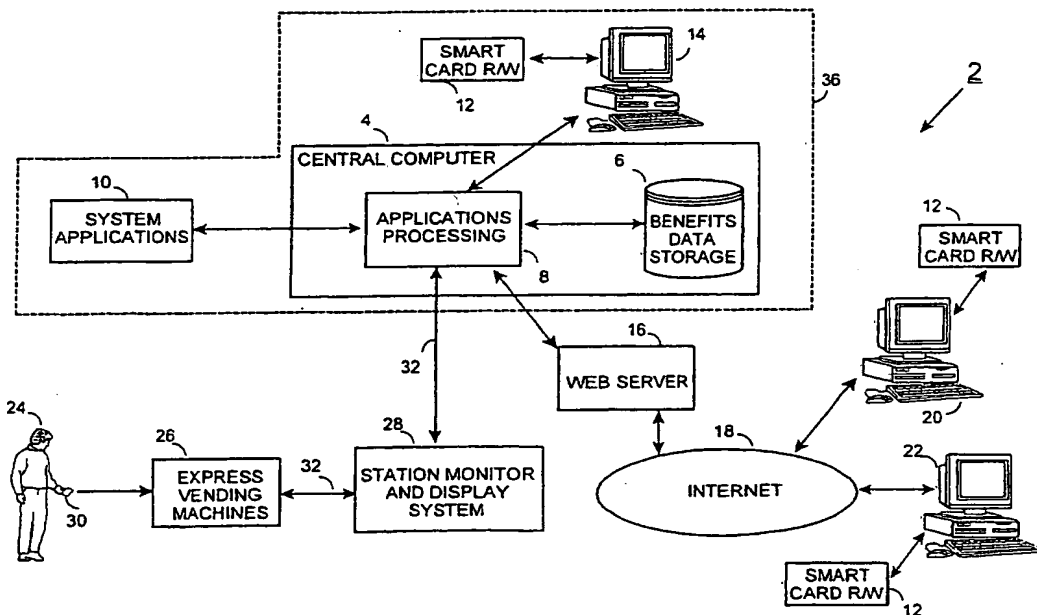 SMART
CARD R/W
12
14
36
2
4
CENTRAL COMPUTER
6
10
SYSTEM
APPLICATIONS
APPLICATIONS
PROCESSING
8
BENEFITS
DATA
STORAGE
12
SMART
CARD R/W
32
16
WEB SERVER
20
24
26
EXPRESS
VENDING
MACHINES
30
32
28
STATION MONITOR
AND DISPLAY
SYSTEM
18
INTERNET
22
SMART
CARD R/W
12